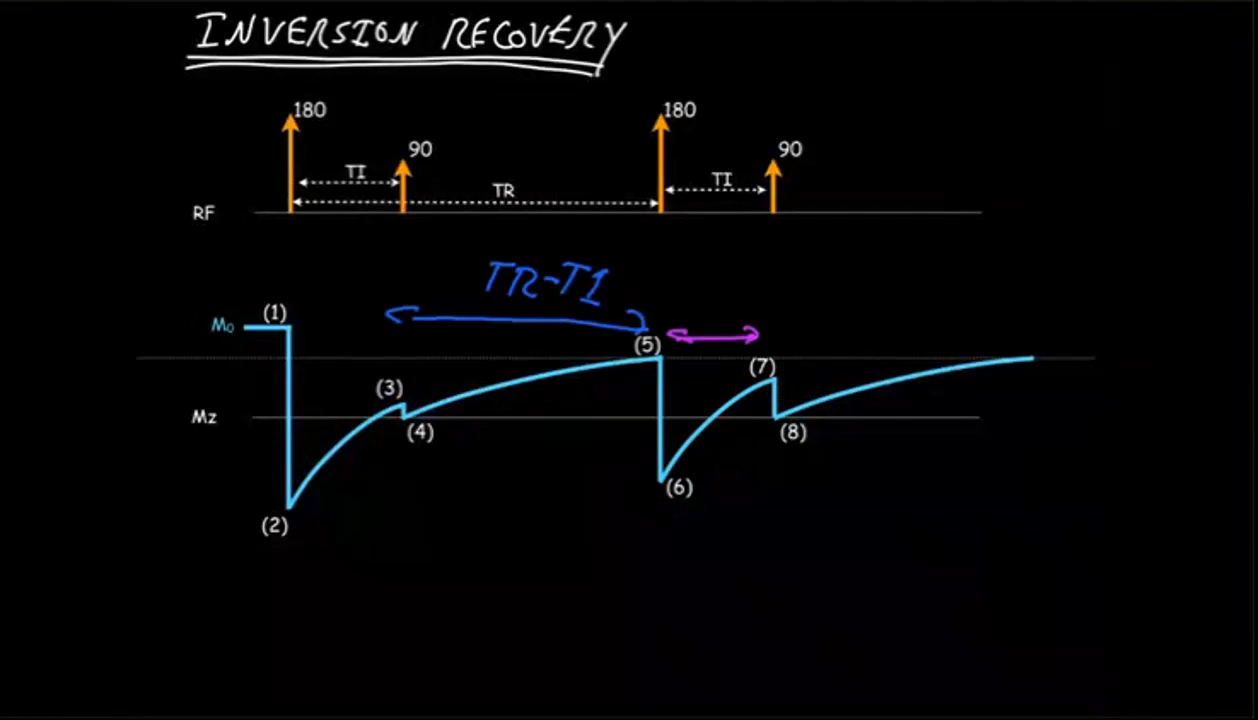 INVERSION RECOVERY
180
180
90
90
TI
TR
TI
RF
TR-TI
(1)
M₀
(5)
(7)
(3)
Mz
(4)
(8)
(6)
(2)